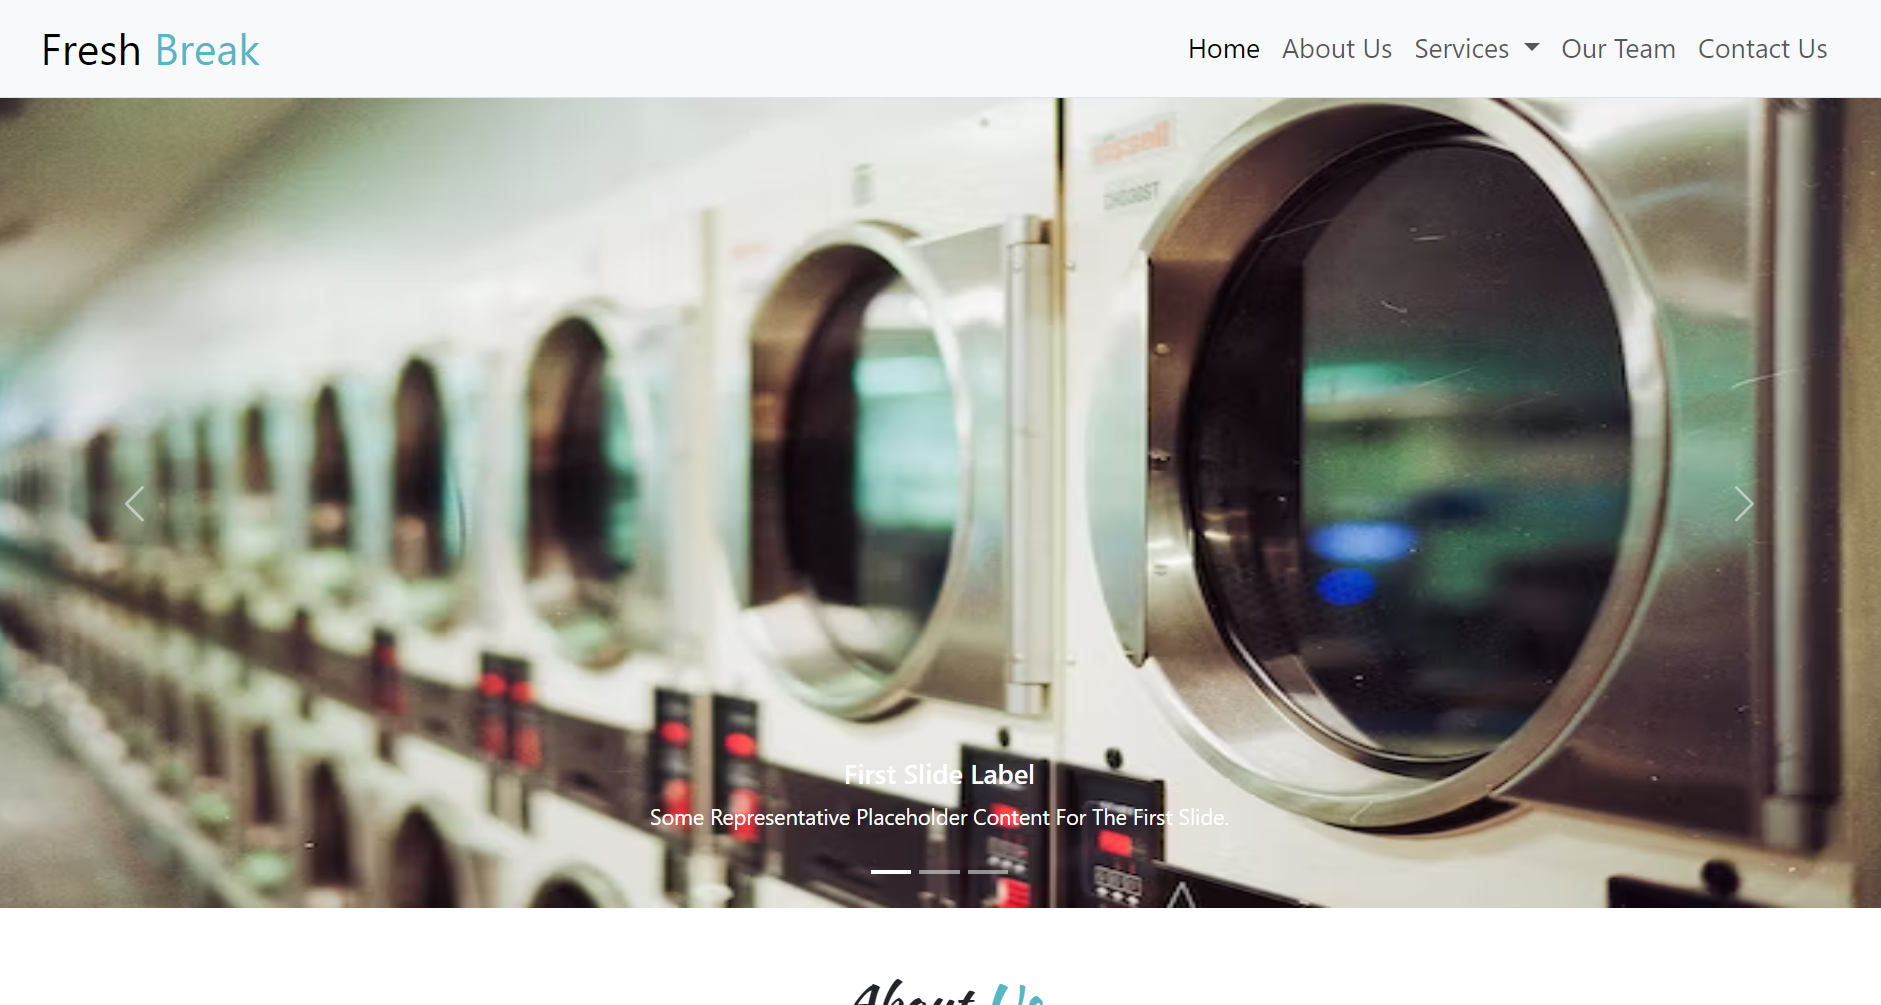 Fresh Break
Home About Us Services Our Team Contact Us
First Slide Label
Some Representative Placeholder Content For The First Slide.
About Us